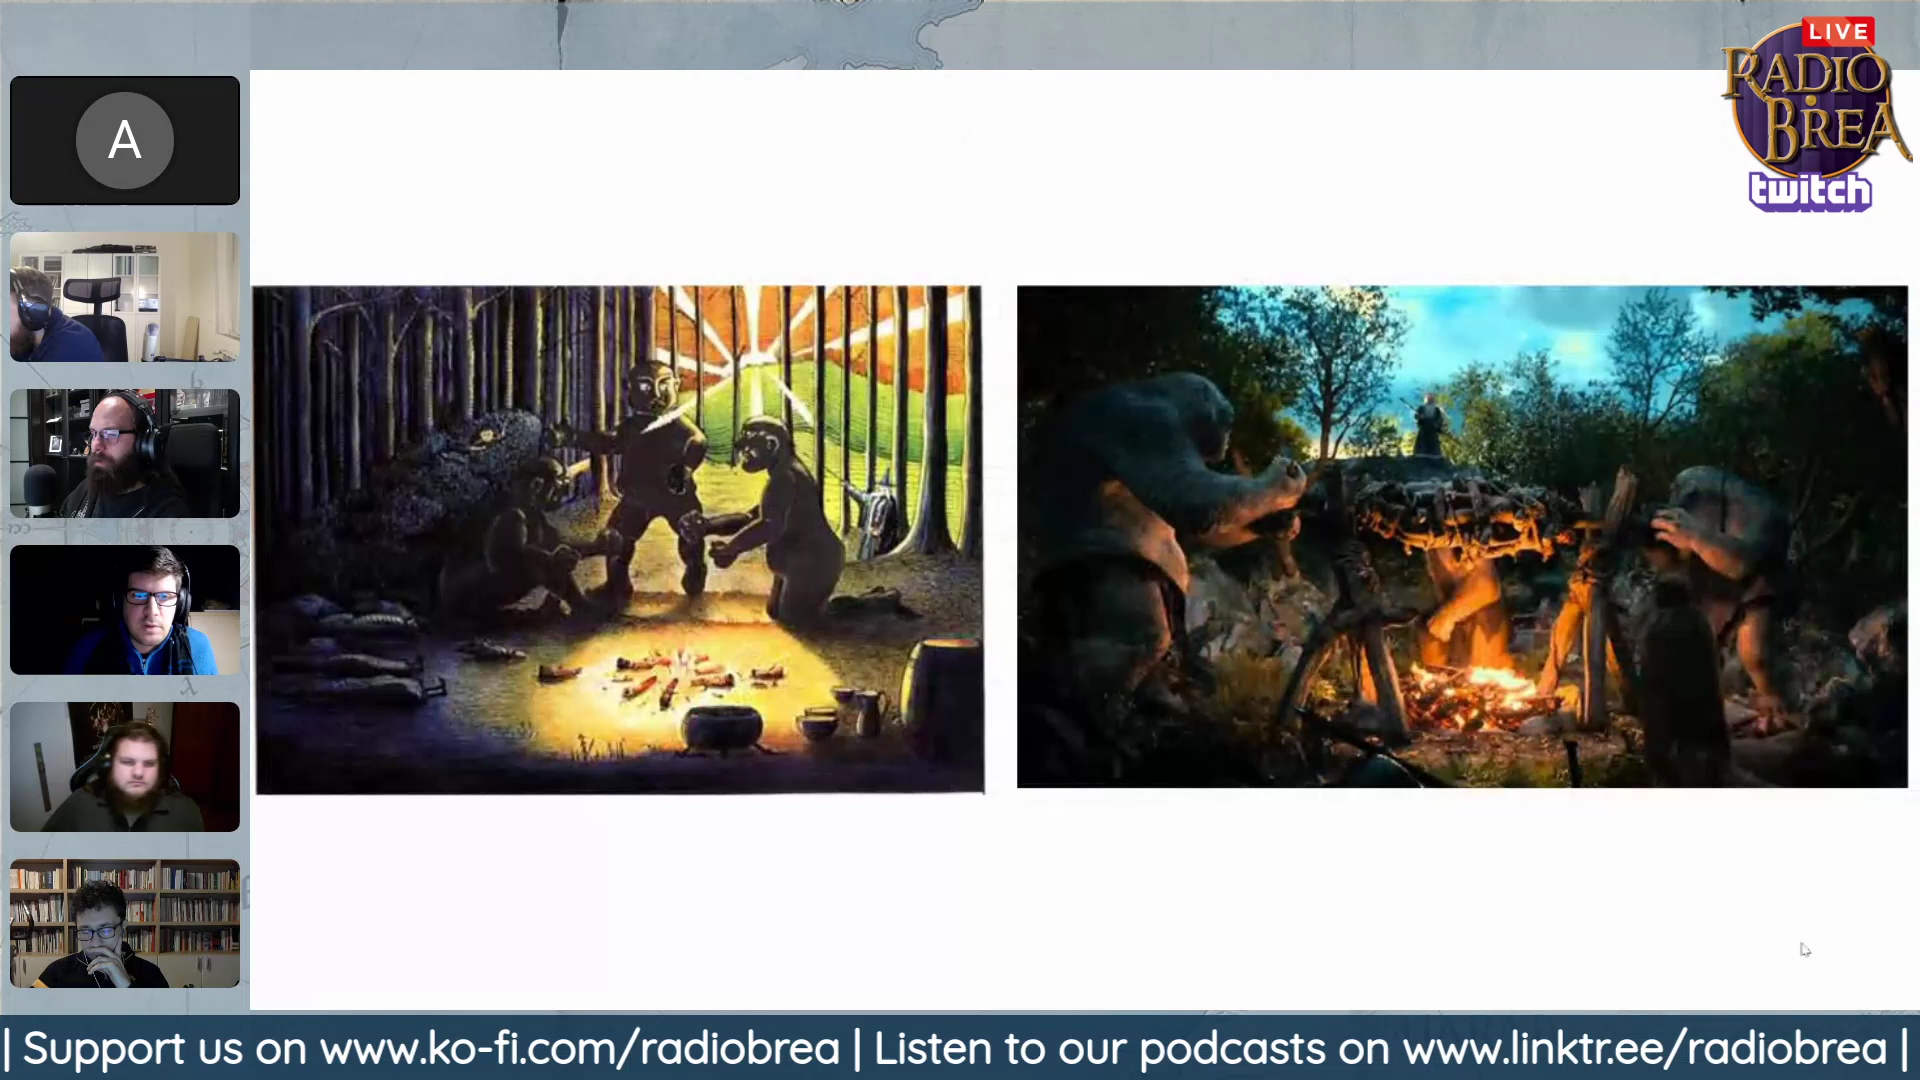 LIVE
RADIO
BREA
twitch
A
| Support us on www.ko-fi.com/radiobrea | Listen to our podcasts on www.linktr.ee/radiobrea |